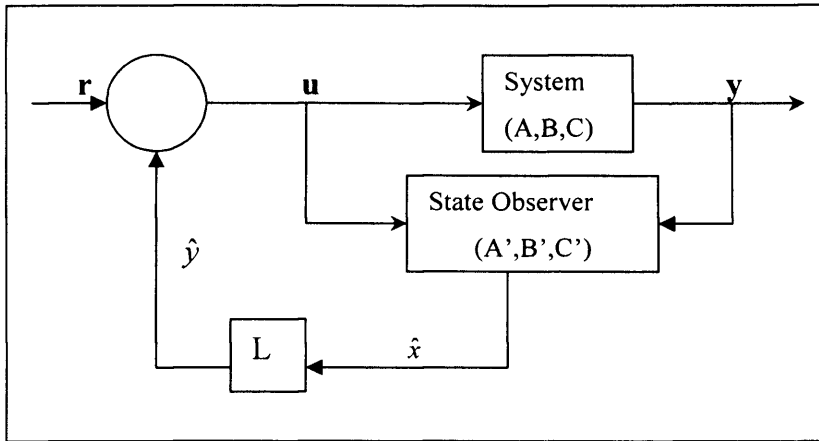 r
u
System
(A,B,C)
y
State Observer
(A’,B’,C’)
ŷ
L
x̂